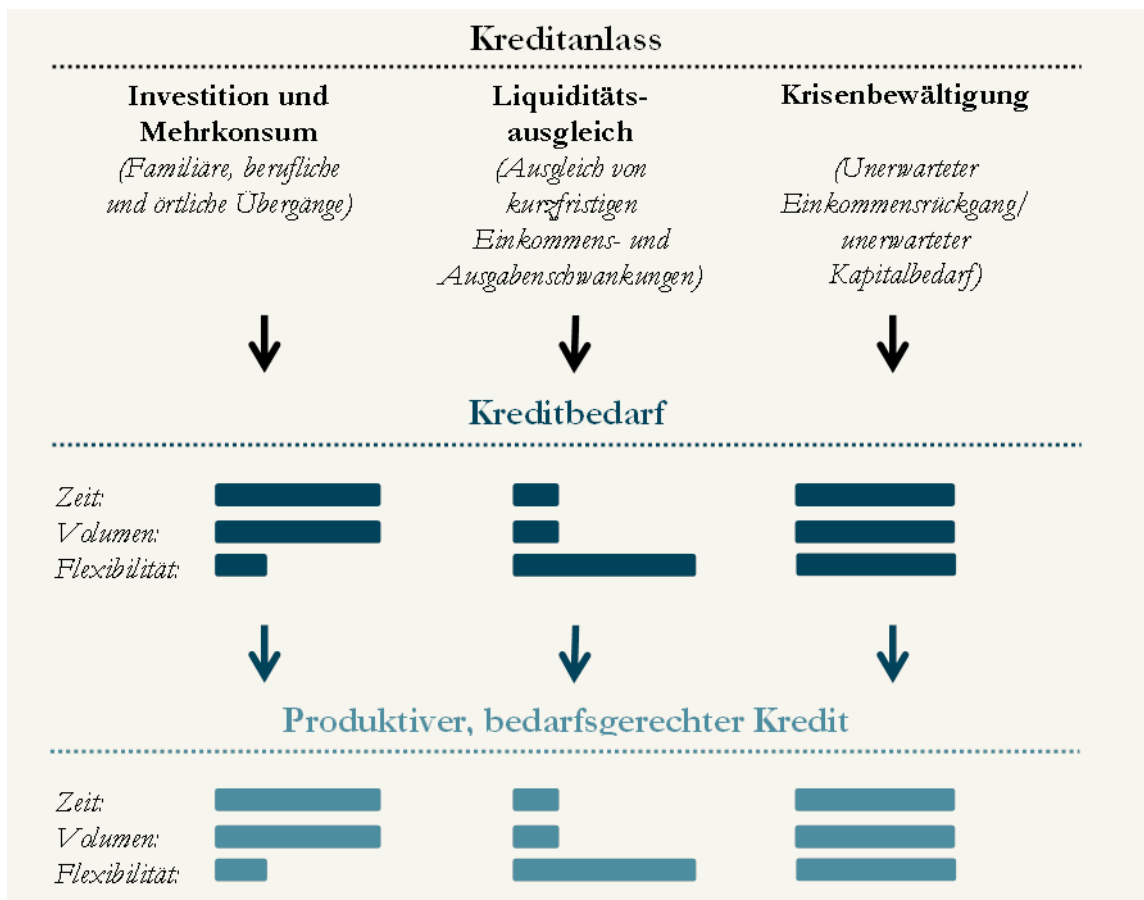 Kreditanlass
Investition und
Mehrkonsum
(Familiäre, berufliche
und örtliche Übergänge)
Liquiditäts-
ausgleich
(Ausgleich von
kurzfristigen
Einkommens- und
Ausgabenschwankungen)
Krisenbewältigung
(Unerwarteter
Einkommensrückgang/
unerwarteter
Kapitalbedarf)
Kreditbedarf
Zeit:
Volumen:
Flexibilität:
Produktiver, bedarfsgerechter Kredit
Zeit:
Volumen:
Flexibilität: